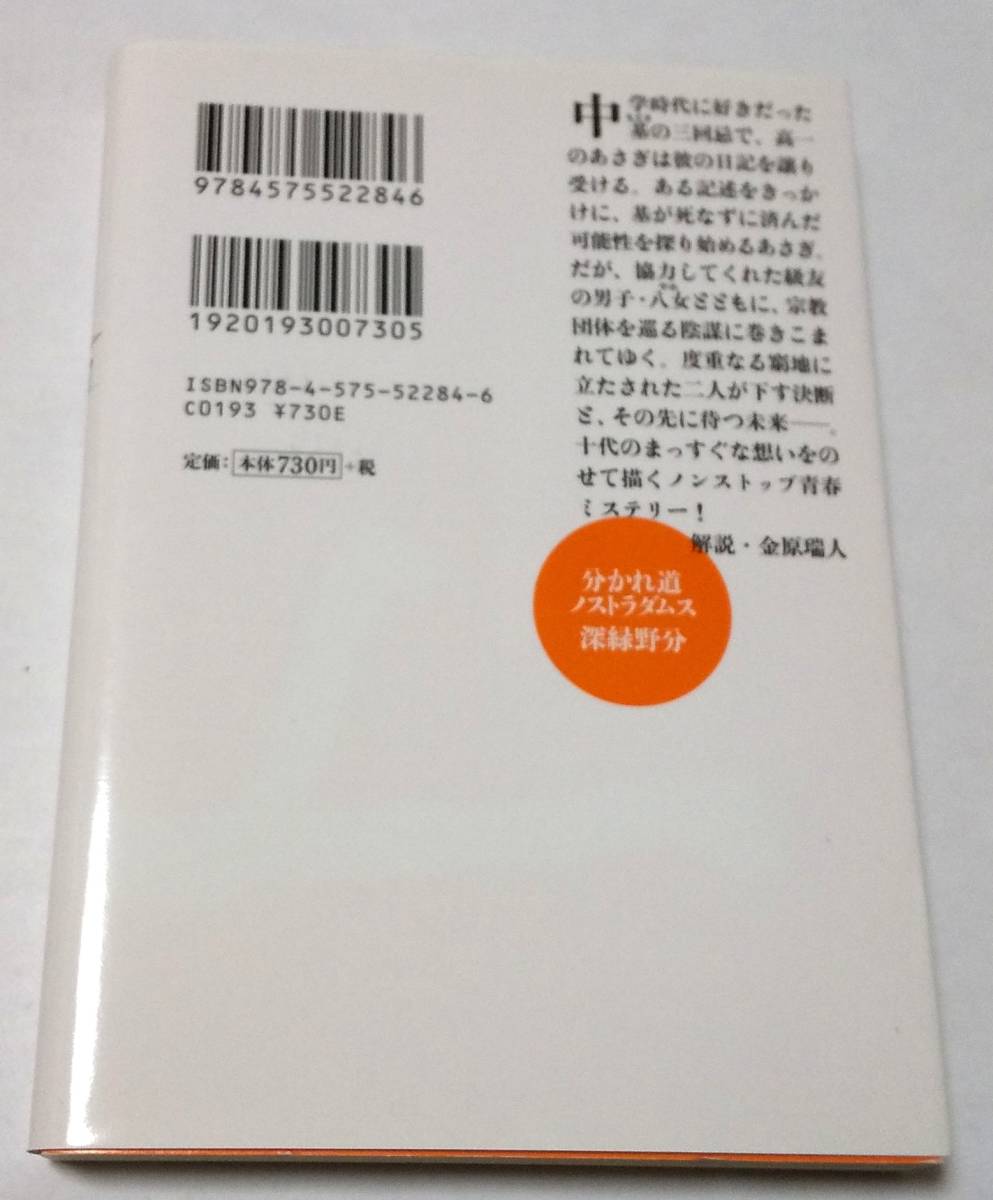 9784575522846
1920193007305
ISBN978-4-575-52284-6
C0193 ¥730E
定価:本体730円+税
中学時代に好きだった
基の三回忌で、高一
のあさぎは彼の日記を譲り
受ける。ある記述をきっか
けに、基が死なずに済んだ
可能性を探り始めるあさぎ。
だが、協力してくれた級友
の男子・八女とともに、宗教
団体を巡る陰謀に巻きこま
れてゆく。度重なる窮地に
立たされた二人が下す決断
と、その先に待つ未来――。
十代のまっすぐな想いをの
せて描くノンストップ青春
ミステリー!
解説・金原瑞人
分かれ道
ノストラダムス
深緑野分